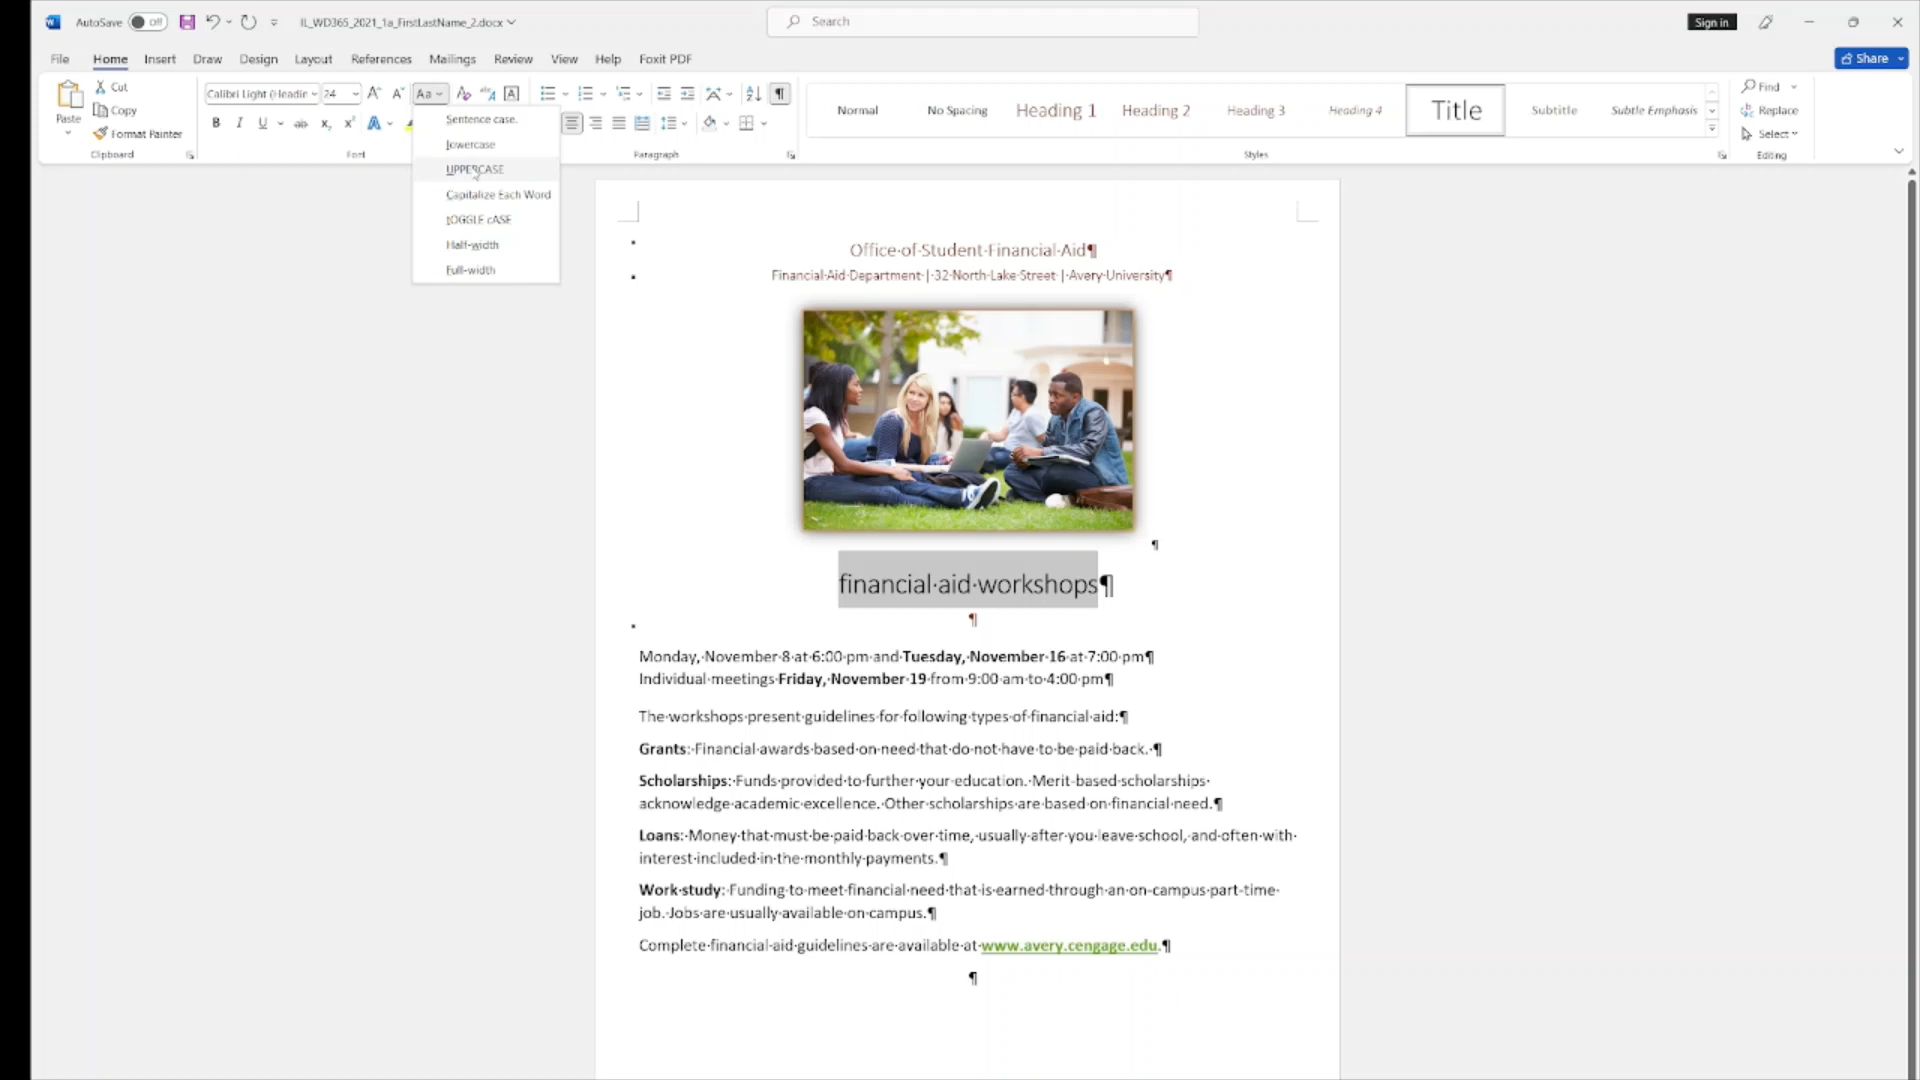 AutoSave Off IL_WD365_2021_1a_FirstLastName_2.docx Search Sign in
File Home Insert Draw Design Layout References Mailings Review View Help Foxit PDF Share
Paste Cut Copy Format Painter Clipboard
Calibri Light (Headin 24 Aa A
B I U ab x x A Font
Paragraph
Normal No Spacing Heading 1 Heading 2 Heading 3 Heading 4 Title Subtitle Subtle Emphasis
Styles
Find
Replace
Select
Editing
Sentence case.
lowercase
UPPERCASE
Capitalize Each Word
tOGGLE cASE
Half-width
Full-width
Office·of·Student·Financial·Aid¶
Financial·Aid·Department·|·32·North·Lake·Street·|·Avery·University¶
¶
financial·aid·workshops¶
¶
Monday,·November·8·at·6:00·pm·and·Tuesday,·November·16·at·7:00·pm¶
Individual·meetings·Friday,·November·19·from·9:00·am·to·4:00·pm¶
The·workshops·present·guidelines·for·following·types·of·financial·aid:¶
Grants:·Financial·awards·based·on·need·that·do·not·have·to·be·paid·back.·¶
Scholarships:·Funds·provided·to·further·your·education.·Merit-based·scholarships·
acknowledge·academic·excellence.·Other·scholarships·are·based·on·financial·need.¶
Loans:·Money·that·must·be·paid·back·over·time,·usually·after·you·leave·school,·and·often·with·
interest·included·in·the·monthly·payments.¶
Work·study:·Funding·to·meet·financial·need·that·is·earned·through·an·on-campus·part-time·
job.·Jobs·are·usually·available·on·campus.¶
Complete·financial·aid·guidelines·are·available·at·www.avery.cengage.edu.¶
¶